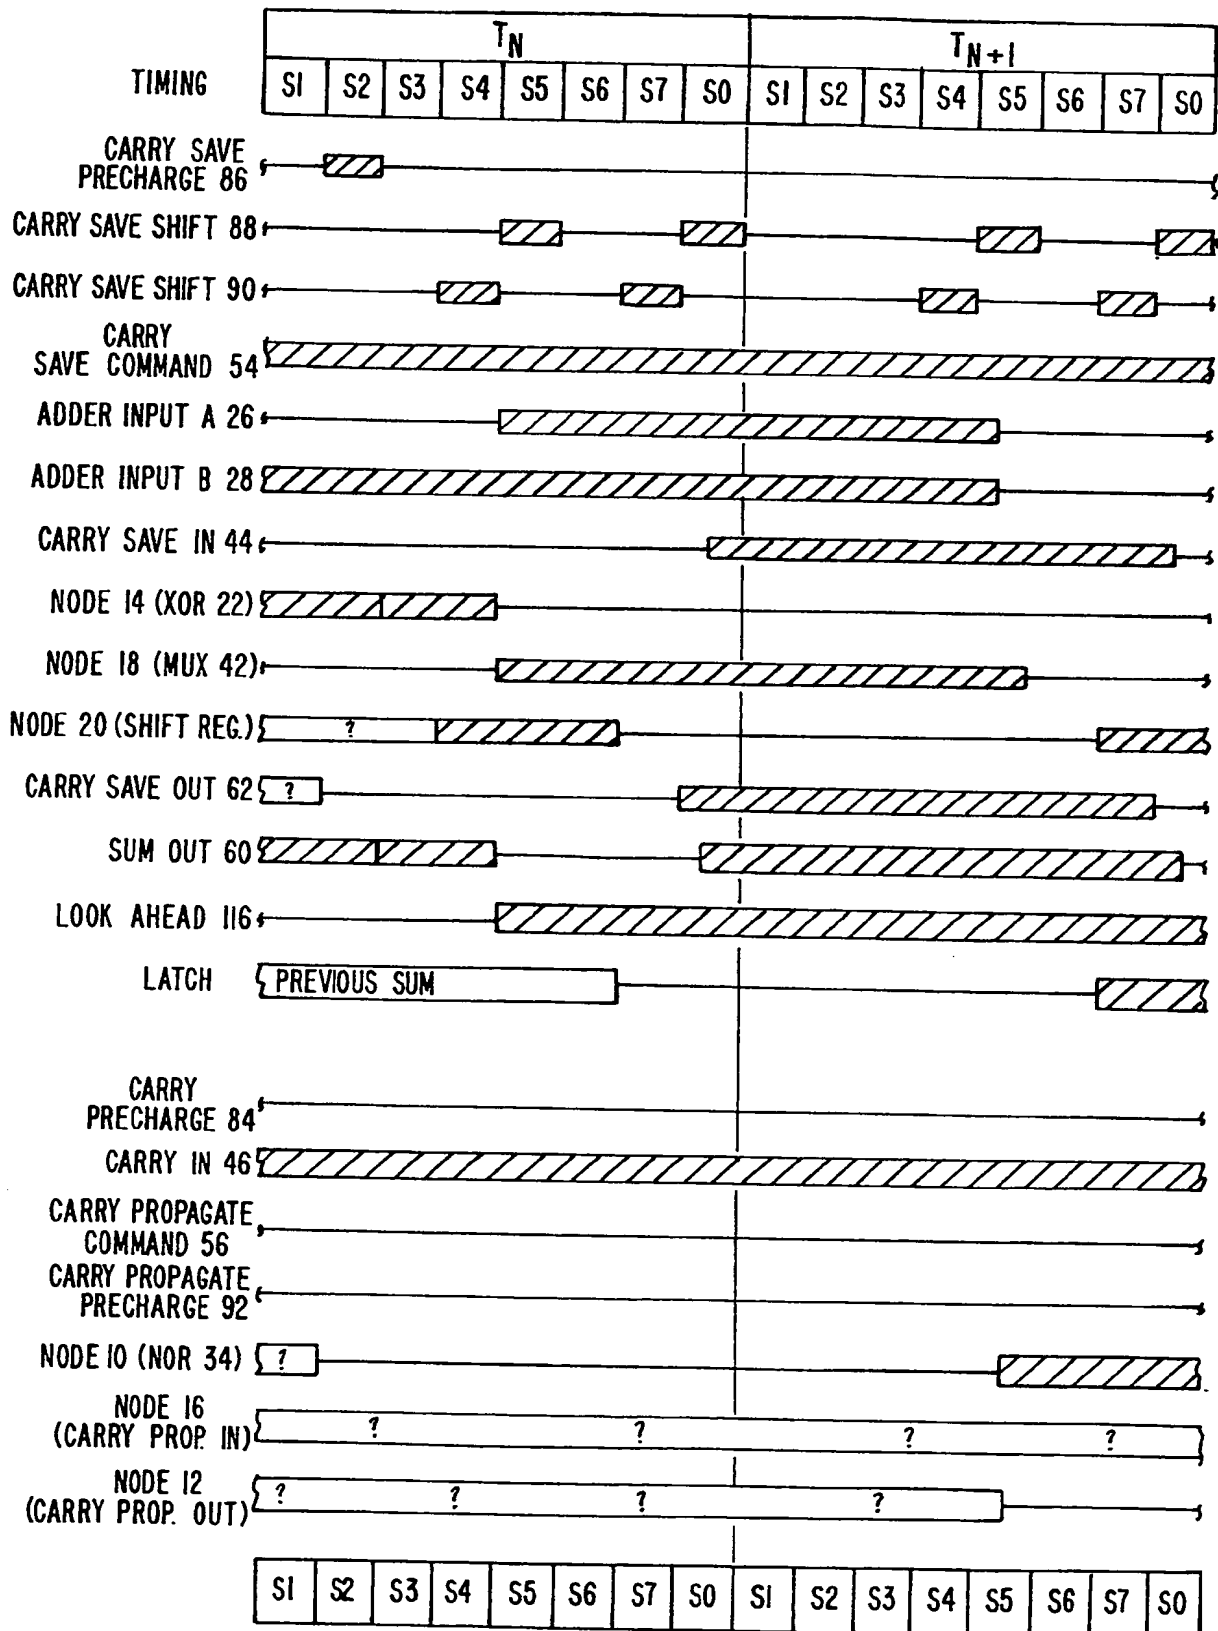 T_N T_N+1
TIMING S1 S2 S3 S4 S5 S6 S7 S0 S1 S2 S3 S4 S5 S6 S7 S0
CARRY SAVE
PRECHARGE 86
CARRY SAVE SHIFT 88
CARRY SAVE SHIFT 90
CARRY
SAVE COMMAND 54
ADDER INPUT A 26
ADDER INPUT B 28
CARRY SAVE IN 44
NODE 14 (XOR 22)
NODE 18 (MUX 42)
NODE 20 (SHIFT REG.) ?
CARRY SAVE OUT 62 ?
SUM OUT 60
LOOK AHEAD 116
LATCH PREVIOUS SUM
CARRY
PRECHARGE 84
CARRY IN 46
CARRY PROPAGATE
COMMAND 56
CARRY PROPAGATE
PRECHARGE 92
NODE 10 (NOR 34) ?
NODE 16
(CARRY PROP. IN) ? ? ? ?
NODE 12
(CARRY PROP. OUT) ? ? ? ?
S1 S2 S3 S4 S5 S6 S7 S0 S1 S2 S3 S4 S5 S6 S7 S0